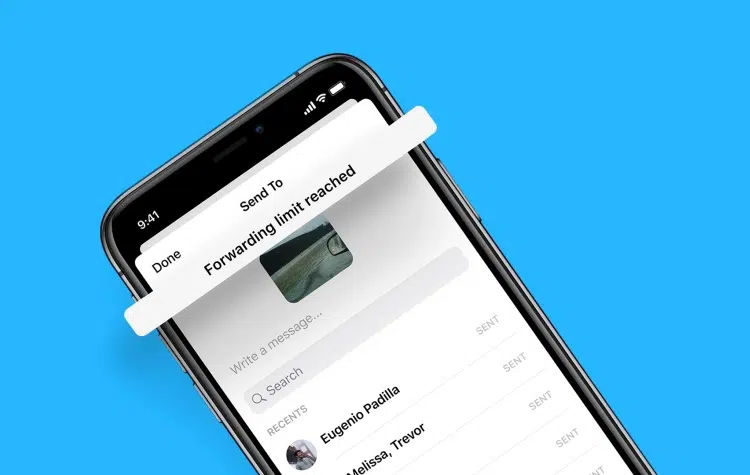 9:41
Done
Send To
Forwarding limit reached
Write a message...
Search
RECENTS
SENT
Eugenio Padilla
SENT
Melissa, Trevor
SENT
SENT